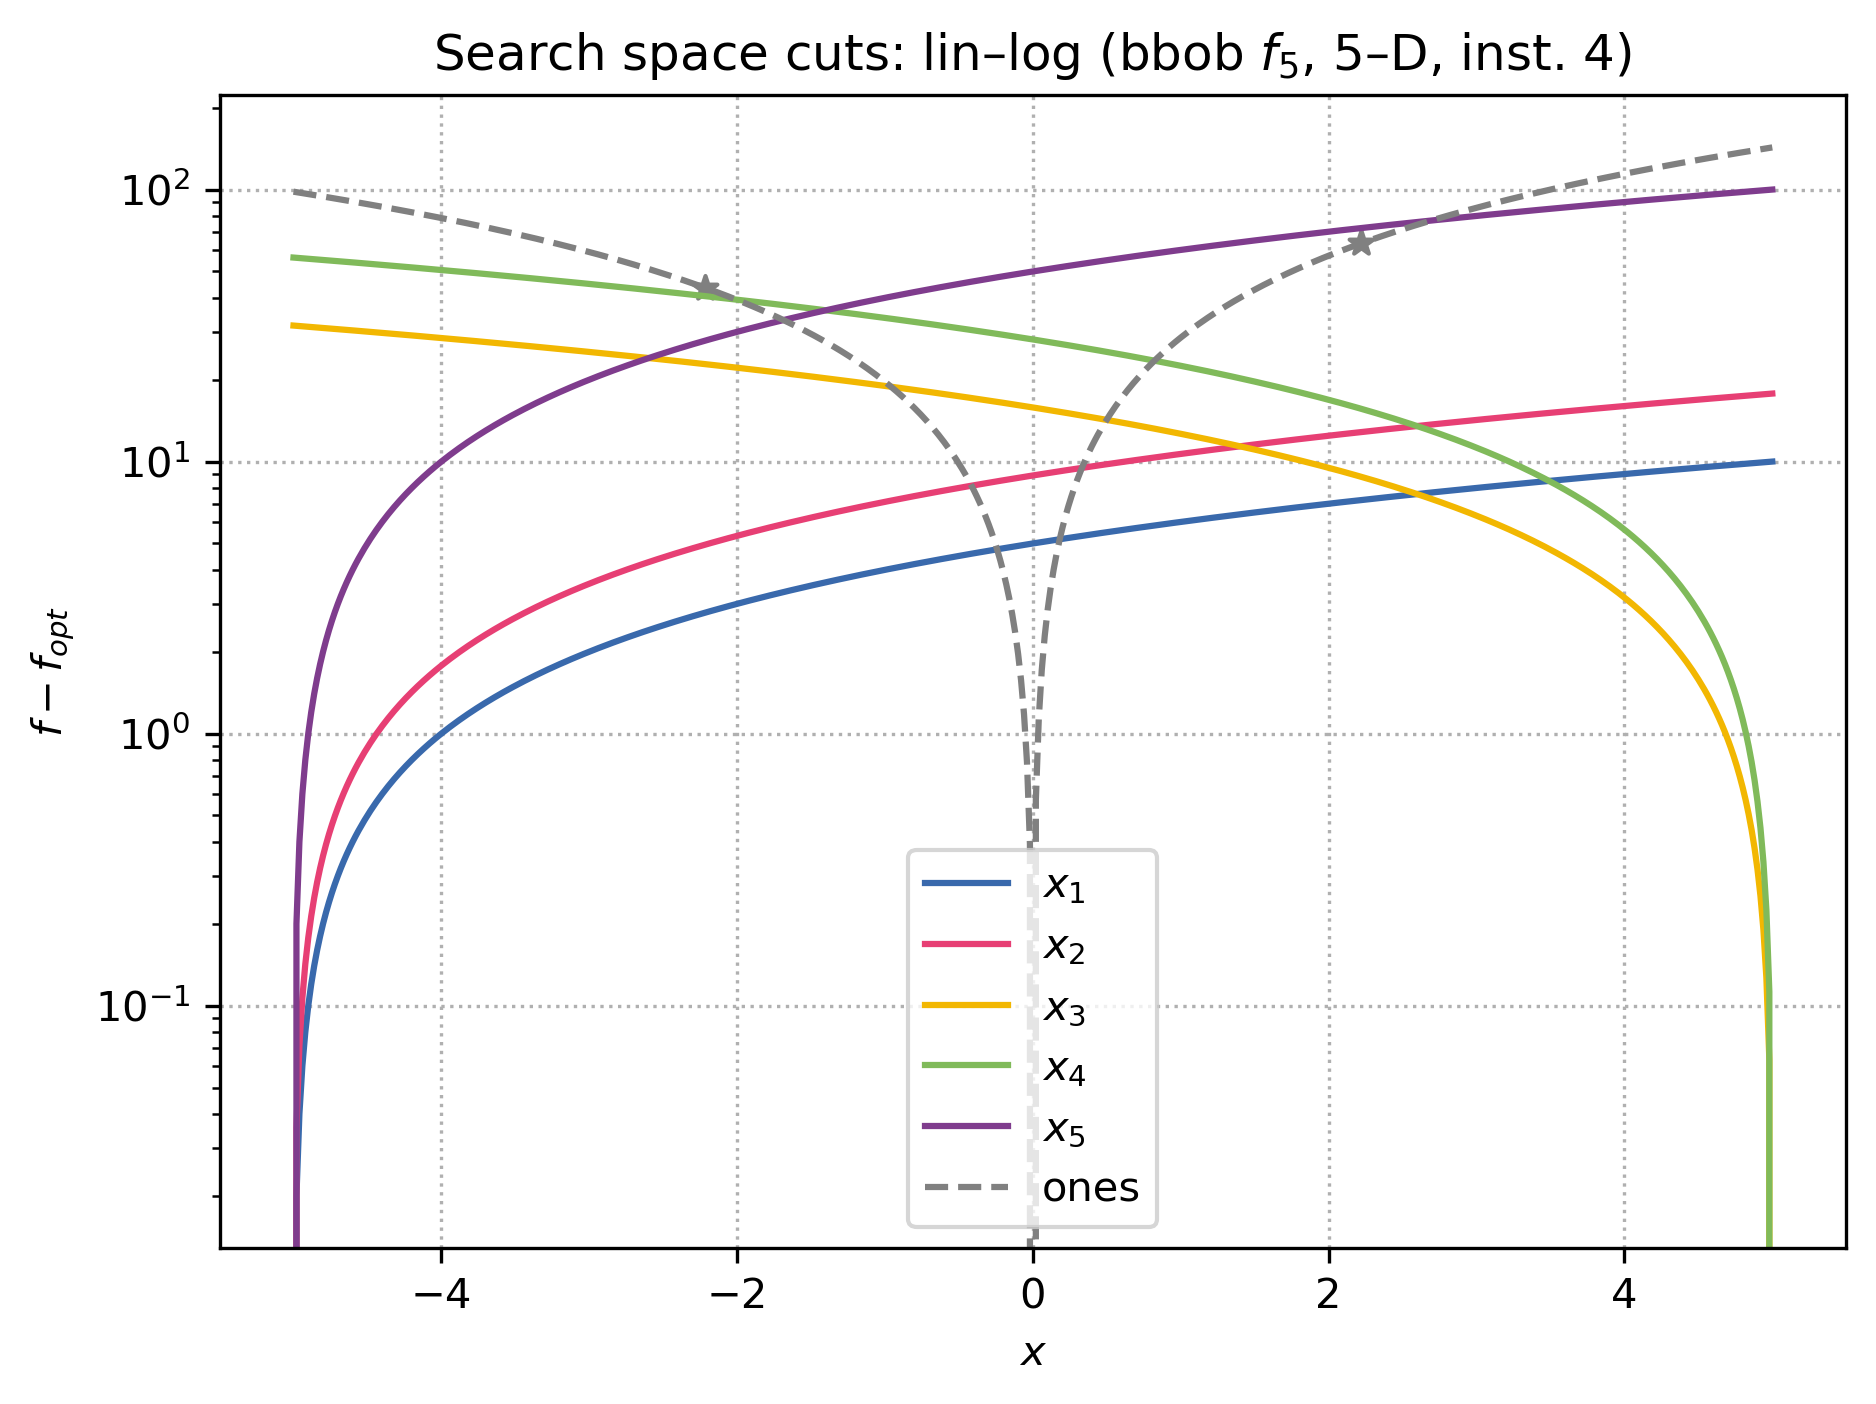 Search space cuts: lin–log (bbob f₅, 5–D, inst. 4)
f − f_opt
10²
10¹
10⁰
10⁻¹
x₁
x₂
x₃
x₄
x₅
ones
−4 −2 0 2 4
x